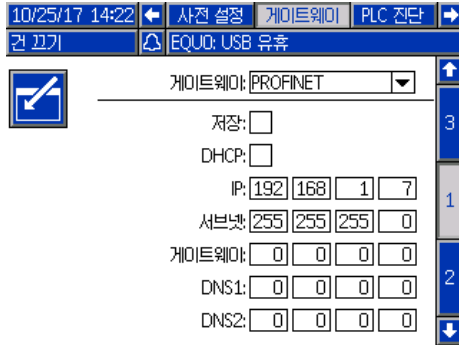 10/25/17 14:22 사전 설정 게이트웨이 PLC 진단
건 끄기 EQU0: USB 유휴
게이트웨이: PROFINET
저장:
DHCP:
IP: 192 168 1 7
서브넷: 255 255 255 0
게이트웨이: 0 0 0 0
DNS1: 0 0 0 0
DNS2: 0 0 0 0
3
1
2